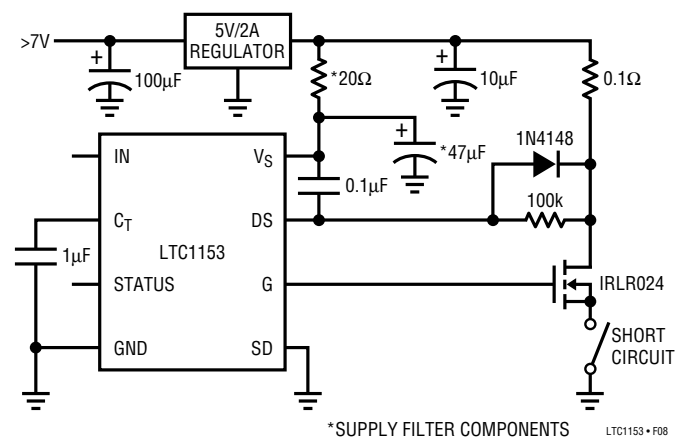 >7V
5V/2A
REGULATOR
+
100µF
*20Ω
+
10µF
0.1Ω
1N4148
+
*47µF
0.1µF
100k
IN
VS
CT
DS
LTC1153
1µF
STATUS
G
IRLR024
GND
SD
SHORT
CIRCUIT
*SUPPLY FILTER COMPONENTS
LTC1153 • F08